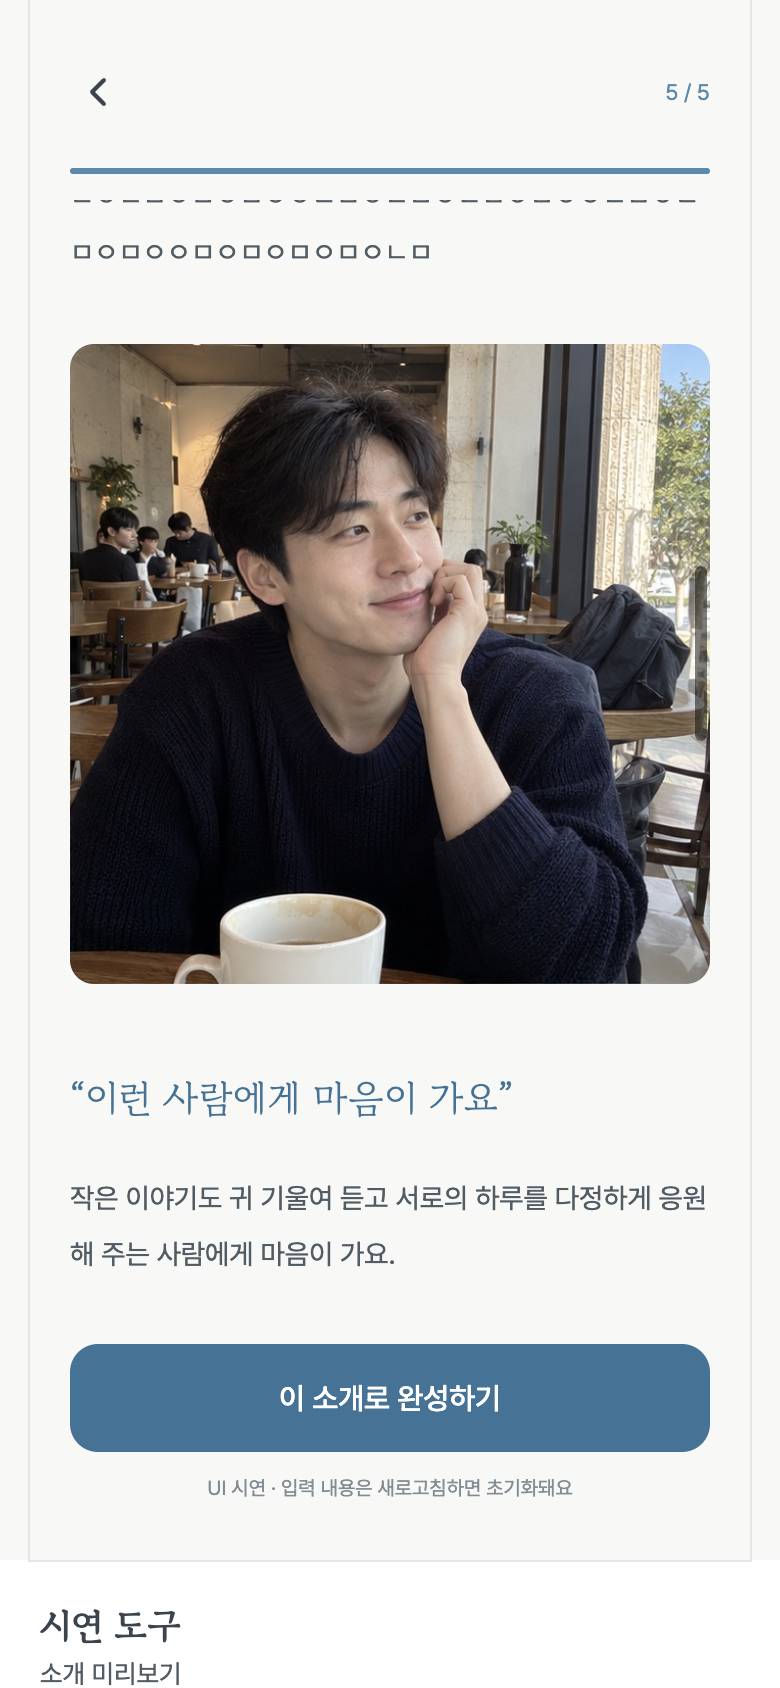 5 / 5
ㅁㅇㅁㅇㅇㅁㅇㅁㅇㅁㅇㅁㅇㄴㅁ
“이런 사람에게 마음이 가요”
작은 이야기도 귀 기울여 듣고 서로의 하루를 다정하게 응원
해 주는 사람에게 마음이 가요.
이 소개로 완성하기
UI 시연 · 입력 내용은 새로고침하면 초기화돼요
시연 도구
소개 미리보기